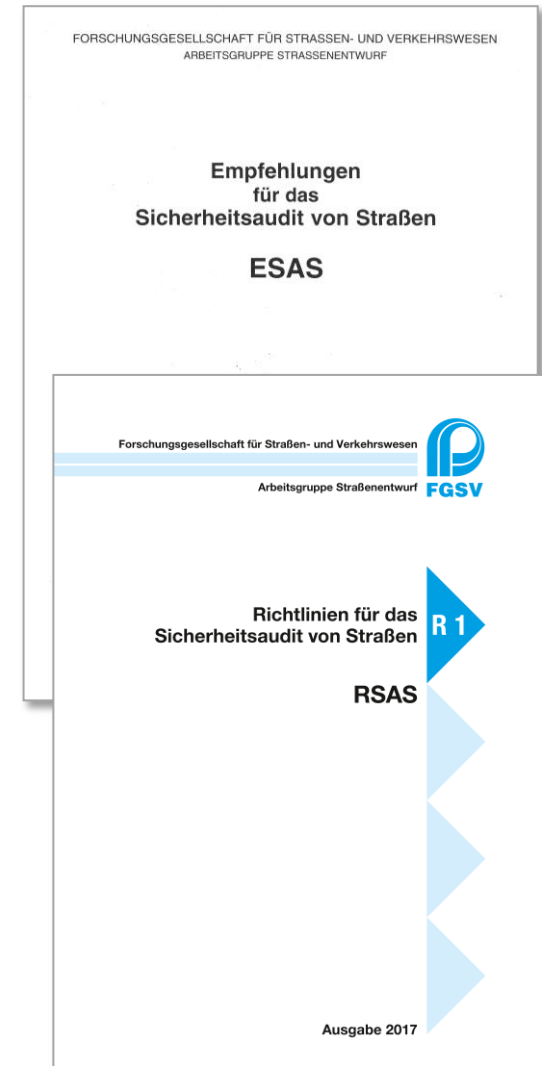 FORSCHUNGSGESELLSCHAFT FÜR STRASSEN- UND VERKEHRSWESEN
ARBEITSGRUPPE STRASSENENTWURF
Empfehlungen
für das
Sicherheitsaudit von Straßen
ESAS
Forschungsgesellschaft für Straßen- und Verkehrswesen
Arbeitsgruppe Straßenentwurf
FGSV
Richtlinien für das
Sicherheitsaudit von Straßen
R 1
RSAS
Ausgabe 2017